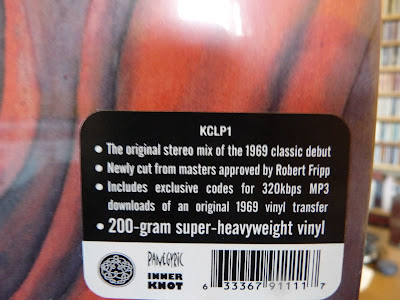 KCLP1
• The original stereo mix of the 1969 classic debut
• Newly cut from masters approved by Robert Fripp
• Includes exclusive codes for 320kbps MP3
downloads of an original 1969 vinyl transfer
• 200-gram super-heavyweight vinyl
PANEGYRIC
INNER
KNOT
6 33367 91111 7